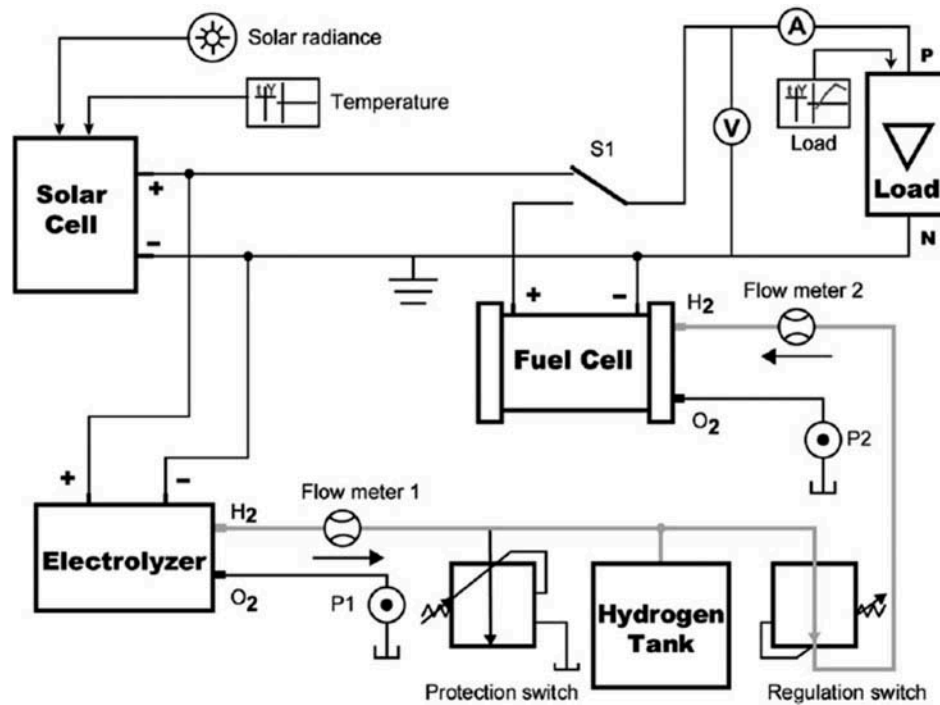 Solar radiance
Temperature
Solar
Cell
+
-
S1
A
V
Load
P
Load
N
+
-
Fuel Cell
H2
Flow meter 2
O2
P2
+
-
Electrolyzer
H2
Flow meter 1
O2
P1
Protection switch
Hydrogen
Tank
Regulation switch